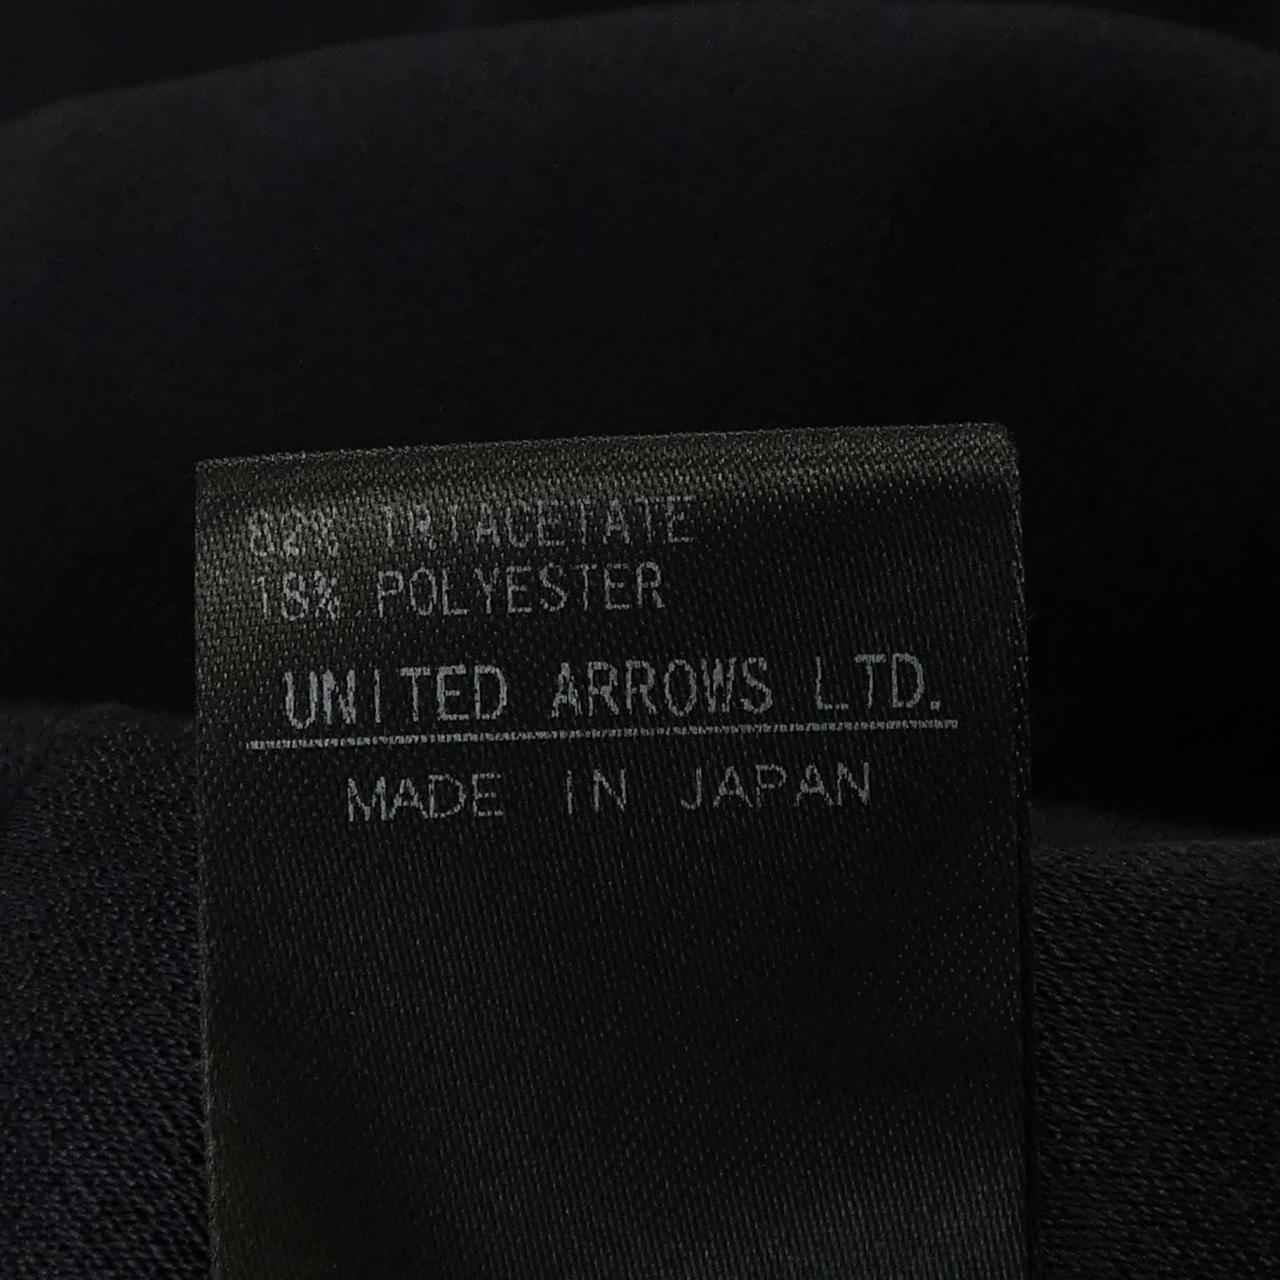 82% TRIACETATE
18% POLYESTER
UNITED ARROWS LTD.
MADE IN JAPAN